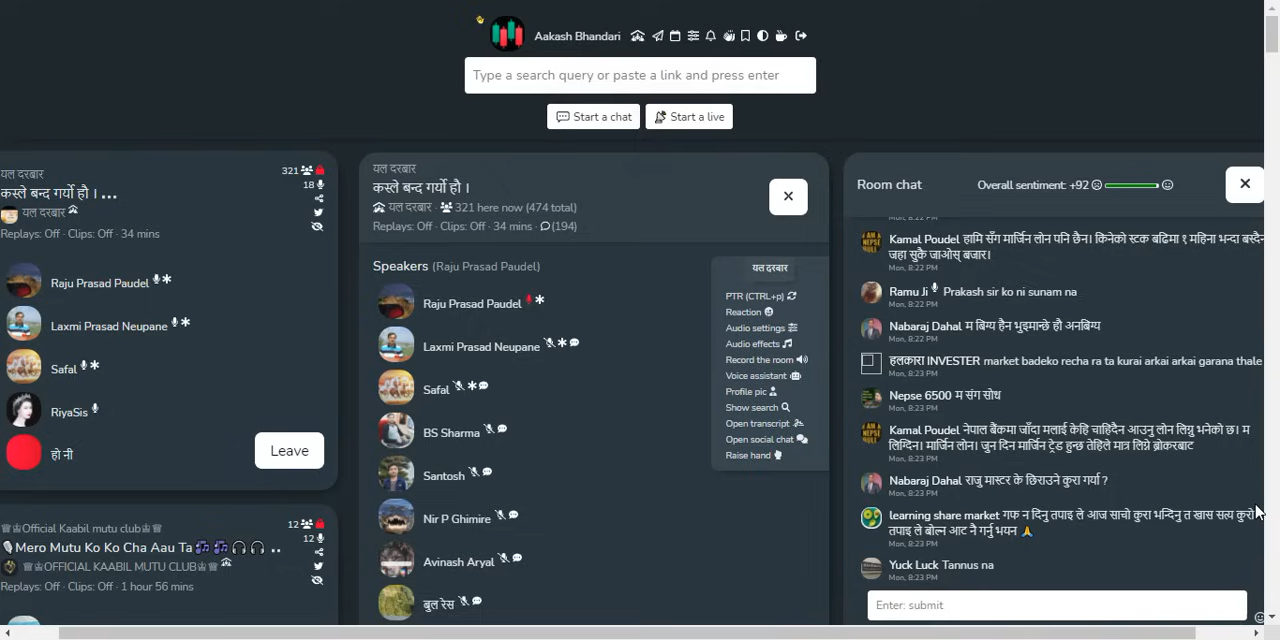 Aakash Bhandari
Type a search query or paste a link and press enter
Start a chat
Start a live
यल दरबार
321
कस्ले बन्द गर्यो हौ । ...
18
यल दरबार
Replays: Off · Clips: Off · 34 mins
Raju Prasad Paudel
Laxmi Prasad Neupane
Safal
RiyaSis
हो नी
Leave
♕♔Official Kaabil mutu club♔♕
12
🎙Mero Mutu Ko Ko Cha Aau Ta🎶🎶🎧🎧 ..
12
♕♔OFFICIAL KAABIL MUTU CLUB♔♕
Replays: Off · Clips: Off · 1 hour 56 mins
यल दरबार
कस्ले बन्द गर्यो हौ ।
यल दरबार 321 here now (474 total)
Replays: Off · Clips: Off · 34 mins · (194)
Speakers (Raju Prasad Paudel)
Raju Prasad Paudel
Laxmi Prasad Neupane
Safal
BS Sharma
Santosh
Nir P Ghimire
Avinash Aryal
बुल रेस
यल दरबार
PTR (CTRL+p)
Reaction
Audio settings
Audio effects
Record the room
Voice assistant
Profile pic
Show search
Open transcript
Open social chat
Raise hand
Room chat
Overall sentiment: +92
Mon, 8:22 PM
Kamal Poudel हामि सँग मार्जिन लोन पनि छैन। किनेको स्टक बढिमा १ महिना भन्दा बस्दैन
जहा सुकै जाओस् बजार।
Mon, 8:22 PM
Ramu Ji Prakash sir ko ni sunam na
Mon, 8:22 PM
Nabaraj Dahal म बिग्य हैन भुइमान्छे हौ अनबिग्य
Mon, 8:22 PM
हलकारा INVESTER market badeko recha ra ta kurai arkai arkai garana thale
Mon, 8:23 PM
Nepse 6500 म संग सोध
Mon, 8:23 PM
Kamal Poudel नेपाल बैंकमा जाँदा मलाई केहि चाहिदैन आउनु लोन लिनु भनेको छ। म
लिन्दिन। मार्जिन लोन। जुन दिन मार्जिन ट्रेड हुन्छ तेहिले मात्र लिन्छे ब्रोकरबाट
Mon, 8:23 PM
Nabaraj Dahal राजु मास्टर के छिराउने कुरा गर्या ?
Mon, 8:23 PM
learning share market गफ न दिनु तपाइ ले आज साचो कुरा भन्दिनु त खास सत्य कुरो
तपाइ ले बोल्न आट नै गर्नु भयन 🙏
Mon, 8:23 PM
Yuck Luck Tannus na
Mon, 8:23 PM
Enter: submit